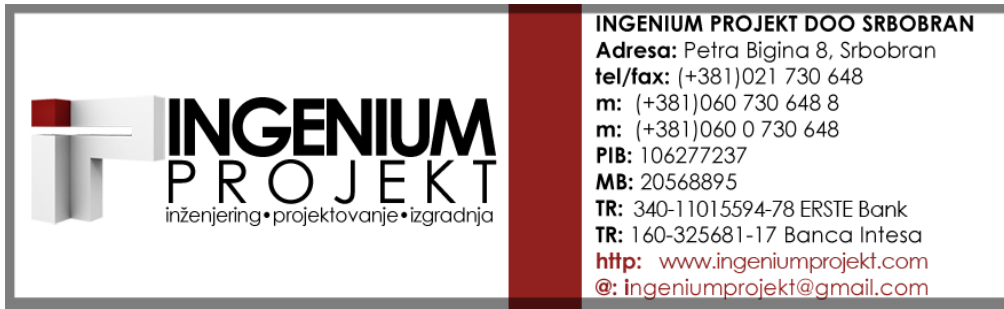 INGENIUM
PROJEKT
inženjering•projektovanje•izgradnja
INGENIUM PROJEKT DOO SRBOBRAN
Adresa: Petra Bigina 8, Srbobran
tel/fax: (+381)021 730 648
m: (+381)060 730 648 8
m: (+381)060 0 730 648
PIB: 106277237
MB: 20568895
TR: 340-11015594-78 ERSTE Bank
TR: 160-325681-17 Banca Intesa
http: www.ingeniumprojekt.com
@: ingeniumprojekt@gmail.com